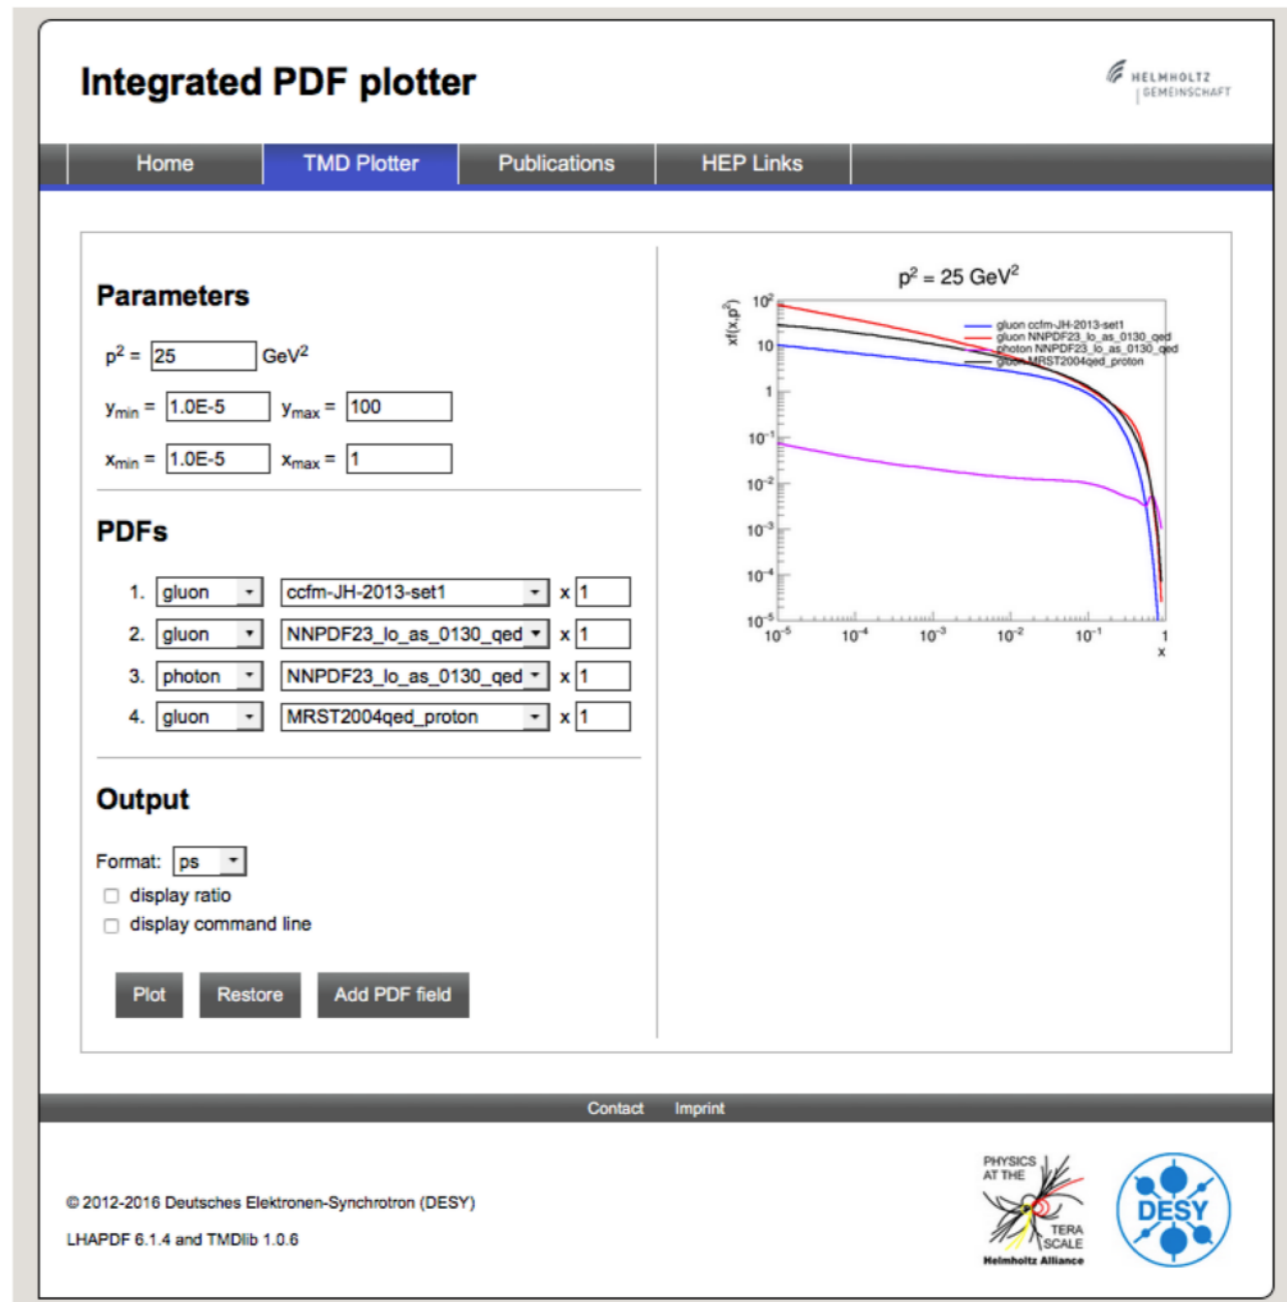 Integrated PDF plotter
HELMHOLTZ
GEMEINSCHAFT
Home TMD Plotter Publications HEP Links
Parameters
p² = 25 GeV²
ymin = 1.0E-5 ymax = 100
xmin = 1.0E-5 xmax = 1
PDFs
1. gluon ccfm-JH-2013-set1 x 1
2. gluon NNPDF23_lo_as_0130_qed x 1
3. photon NNPDF23_lo_as_0130_qed x 1
4. gluon MRST2004qed_proton x 1
Output
Format: ps
display ratio
display command line
Plot Restore Add PDF field
p² = 25 GeV²
xf(x,p²)
gluon ccfm-JH-2013-set1
gluon NNPDF23_lo_as_0130_qed
photon NNPDF23_lo_as_0130_qed
gluon MRST2004qed_proton
10²
10
1
10⁻¹
10⁻²
10⁻³
10⁻⁴
10⁻⁵
10⁻⁵ 10⁻⁴ 10⁻³ 10⁻² 10⁻¹ 1
x
Contact Imprint
© 2012-2016 Deutsches Elektronen-Synchrotron (DESY)
LHAPDF 6.1.4 and TMDlib 1.0.6
PHYSICS
AT THE
TERA
SCALE
Helmholtz Alliance
DESY